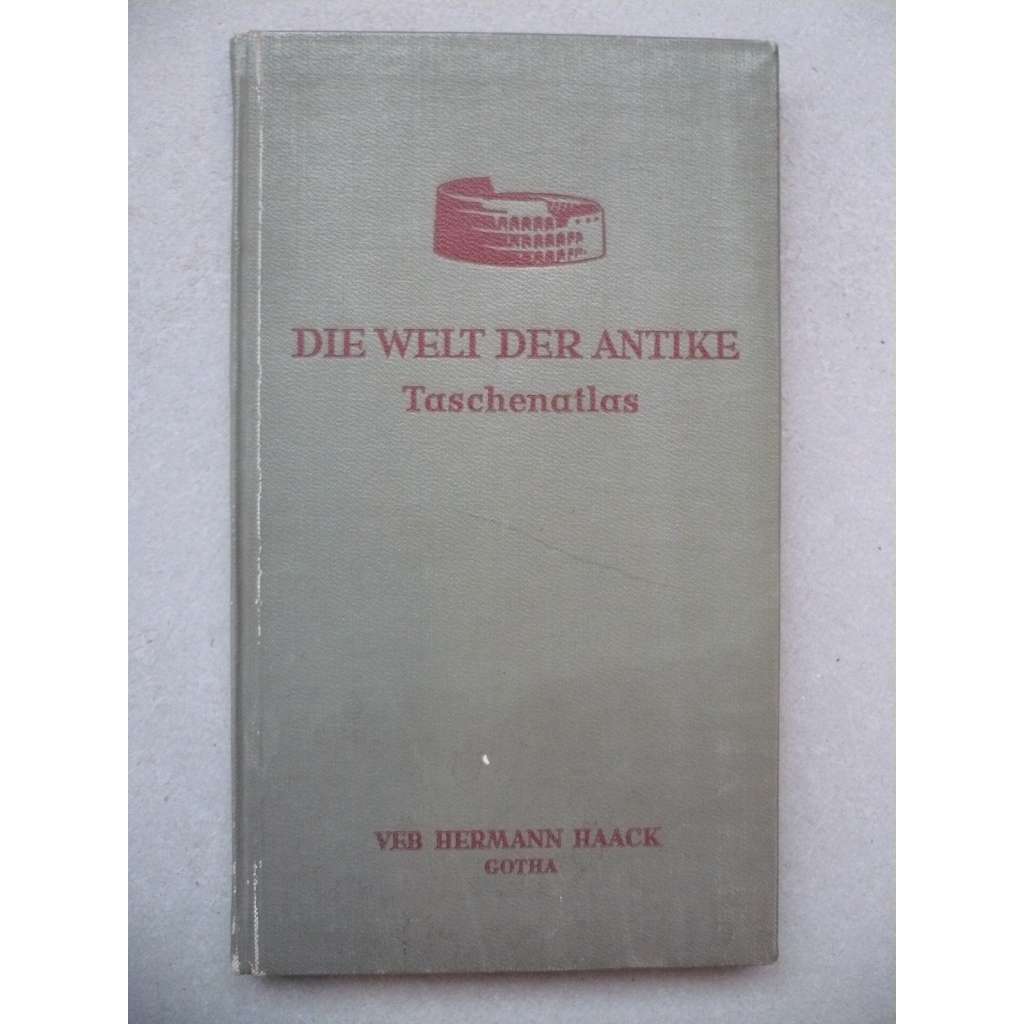 DIE WELT DER ANTIKE
Taschenatlas
VEB HERMANN HAACK
GOTHA